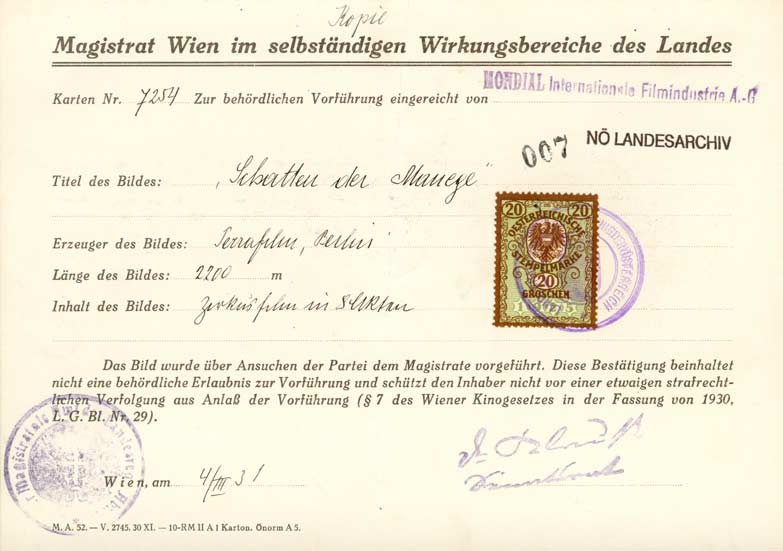 Kopie
Magistrat Wien im selbständigen Wirkungsbereiche des Landes
Karten Nr. 7254 Zur behördlichen Vorführung eingereicht von MONDIAL Internationale Filmindustrie A.-G
007 NÖ LANDESARCHIV
Titel des Bildes: „Schatten der Manege"
20 20
OESTERREICHISCHE
STEMPELMARKE
20
GROSCHEN
1925
NIEDERÖSTERREICH
Erzeuger des Bildes: Terrafilm, Berlin
Länge des Bildes: 2200 m
Inhalt des Bildes: Zirkusfilm in 8 Akten
Das Bild wurde über Ansuchen der Partei dem Magistrate vorgeführt. Diese Bestätigung beinhaltet
nicht eine behördliche Erlaubnis zur Vorführung und schützt den Inhaber nicht vor einer etwaigen strafrecht-
lichen Verfolgung aus Anlaß der Vorführung (§ 7 des Wiener Kinogesetzes in der Fassung von 1930,
L. G. Bl. Nr. 29).
Magistrat
Wien, am 4/III 31
M. A. 52. — V. 2745. 30 XI. — 10-RM II A 1 Karton. Önorm A 5.